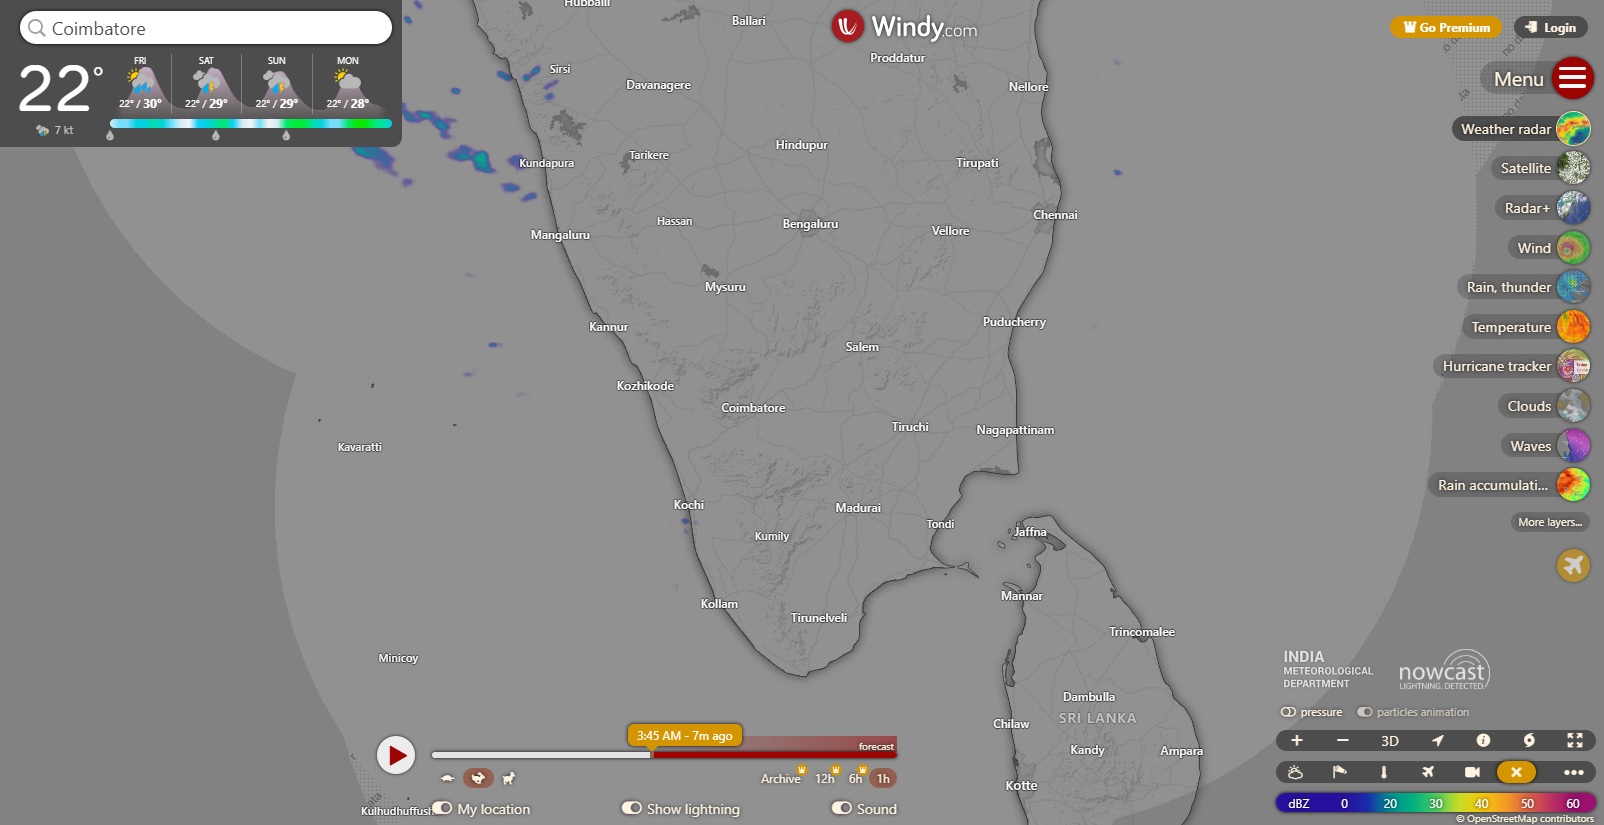 Coimbatore
22°
7 kt
FRI SAT SUN MON
22° / 30° 22° / 29° 22° / 29° 22° / 28°
Windy.com
Go Premium
Login
Menu
Weather radar
Satellite
Radar+
Wind
Rain, thunder
Temperature
Hurricane tracker
Clouds
Waves
Rain accumulati...
More layers...
Hubballi
Ballari
Proddatur
Sirsi
Davanagere
Nellore
Kundapura
Tarikere
Hindupur
Tirupati
Hassan
Bengaluru
Chennai
Mangaluru
Vellore
Mysuru
Kannur
Puducherry
Salem
Kozhikode
Coimbatore
Tiruchi
Nagapattinam
Kavaratti
Kochi
Madurai
Tondi
Kumily
Jaffna
Kollam
Tirunelveli
Mannar
Trincomalee
Minicoy
Dambulla
Chilaw
SRI LANKA
Kandy
Ampara
Kotte
Kulhudhuffush
3:45 AM - 7m ago
forecast
Archive 12h 6h 1h
My location
Show lightning
Sound
INDIA
METEOROLOGICAL
DEPARTMENT
nowcast
LIGHTNING. DETECTED.
pressure
particles animation
+ − 3D
dBZ 0 20 30 40 50 60
© OpenStreetMap contributors